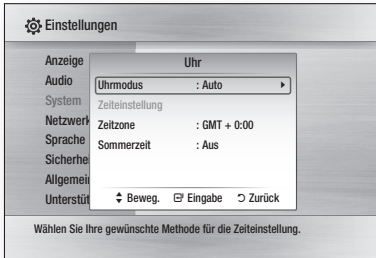 Einstellungen
Anzeige
Audio
System
Netzwerk
Sprache
Sicherhe
Allgemei
Unterstüt
Uhr
Uhrmodus : Auto
Zeiteinstellung
Zeitzone : GMT + 0:00
Sommerzeit : Aus
Beweg. Eingabe Zurück
Wählen Sie Ihre gewünschte Methode für die Zeiteinstellung.